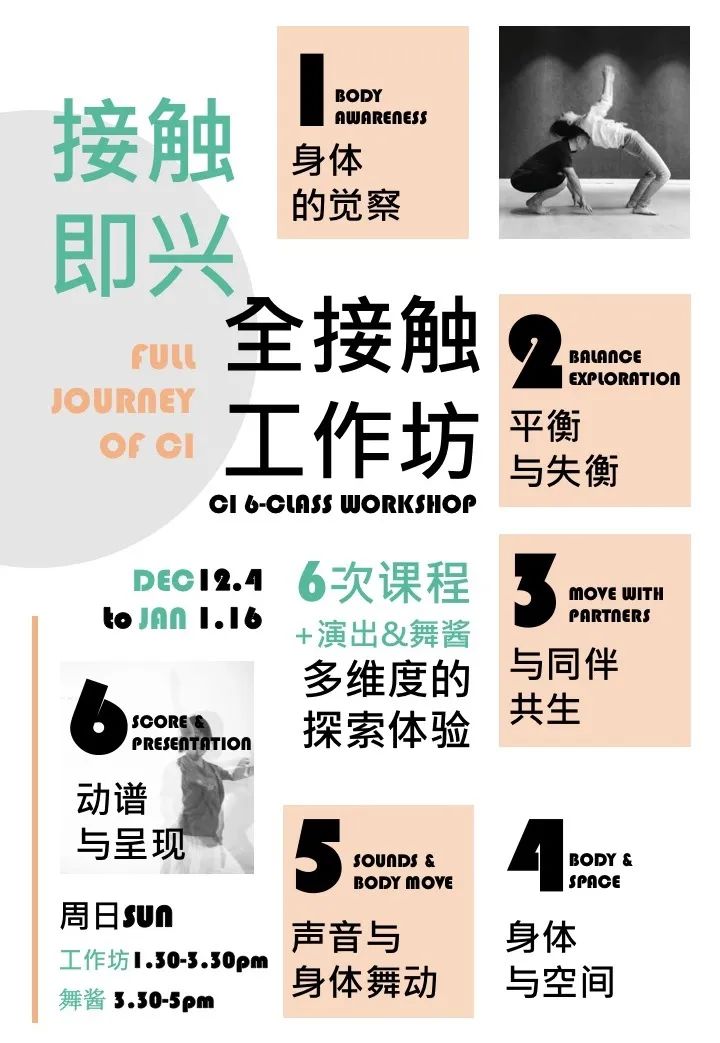 接触
即兴
FULL
JOURNEY
OF CI
全接触
工作坊
CI 6-CLASS WORKSHOP
1 BODY
AWARENESS
身体
的觉察
2 BALANCE
EXPLORATION
平衡
与失衡
DEC12.4
to JAN 1.16
6次课程
+演出&舞酱
多维度的
探索体验
3 MOVE WITH
PARTNERS
与同伴
共生
6 SCORE &
PRESENTATION
动谱
与呈现
5 SOUNDS &
BODY MOVE
声音与
身体舞动
4 BODY &
SPACE
身体
与空间
周日SUN
工作坊1.30-3.30pm
舞酱 3.30-5pm